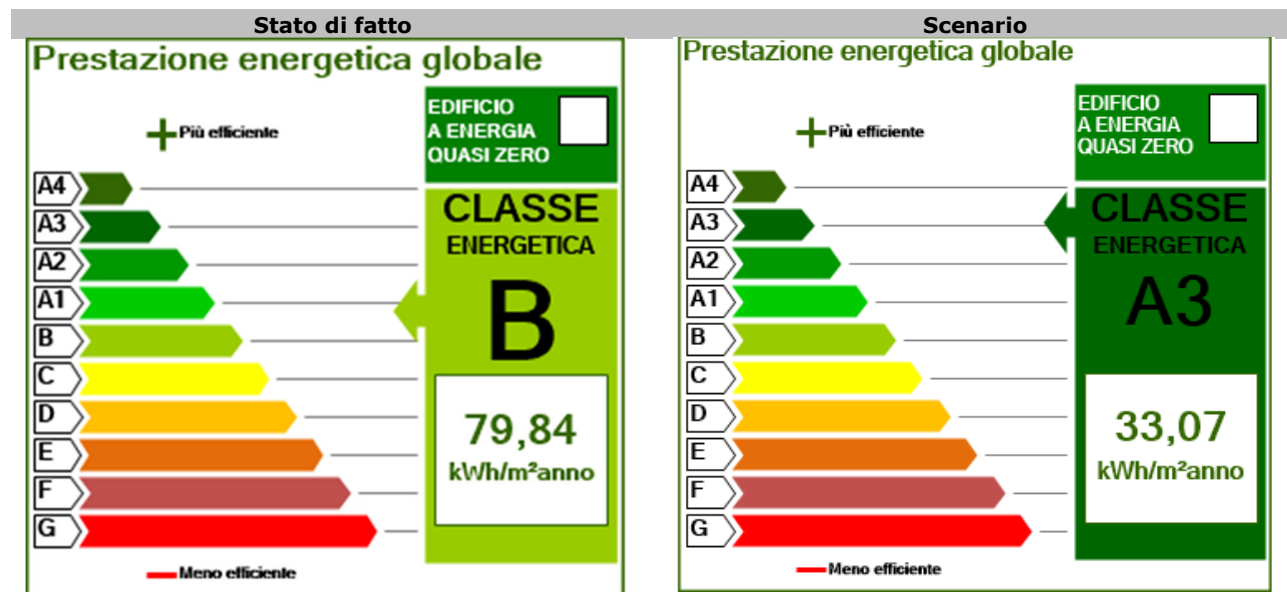 Stato di fatto
Prestazione energetica globale
EDIFICIO
A ENERGIA
QUASI ZERO
Più efficiente
A4
A3
A2
A1
B
C
D
E
F
G
CLASSE
ENERGETICA
B
79,84
kWh/m²anno
Meno efficiente
Scenario
Prestazione energetica globale
EDIFICIO
A ENERGIA
QUASI ZERO
Più efficiente
A4
A3
A2
A1
B
C
D
E
F
G
CLASSE
ENERGETICA
A3
33,07
kWh/m²anno
Meno efficiente